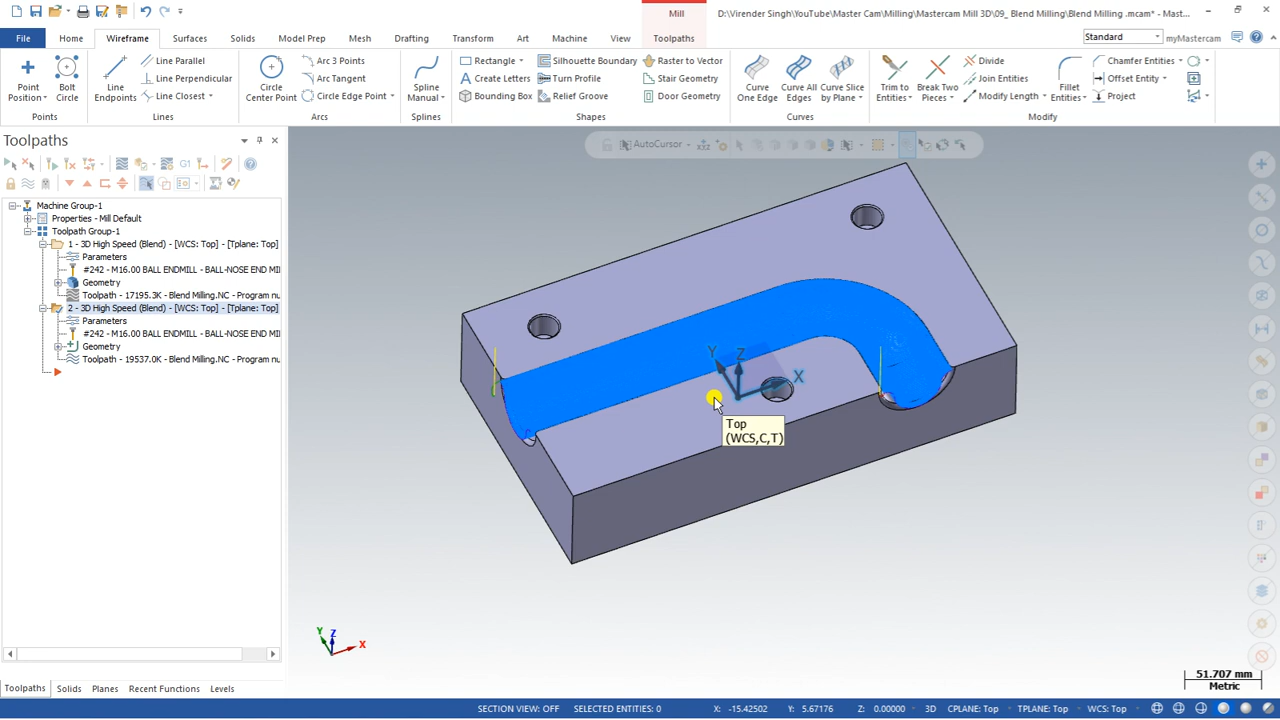 Mill
D:\Virender Singh\YouTube\Master Cam\Milling\Mastercam Mill 3D\09_ Blend Milling\Blend Milling .mcam* - Mast...
File
Home
Wireframe
Surfaces
Solids
Model Prep
Mesh
Drafting
Transform
Art
Machine
View
Toolpaths
Standard
myMastercam
Point Position
Bolt Circle
Points
Line Endpoints
Line Parallel
Line Perpendicular
Line Closest
Lines
Circle Center Point
Arc 3 Points
Arc Tangent
Circle Edge Point
Arcs
Spline Manual
Splines
Rectangle
Create Letters
Bounding Box
Silhouette Boundary
Turn Profile
Relief Groove
Raster to Vector
Stair Geometry
Door Geometry
Shapes
Curve One Edge
Curve All Edges
Curve Slice by Plane
Curves
Trim to Entities
Break Two Pieces
Divide
Join Entities
Modify Length
Fillet Entities
Chamfer Entities
Offset Entity
Project
Modify
Toolpaths
AutoCursor
G1
Machine Group-1
Properties - Mill Default
Toolpath Group-1
1 - 3D High Speed (Blend) - [WCS: Top] - [Tplane: Top]
Parameters
#242 - M16.00 BALL ENDMILL - BALL-NOSE END MI
Geometry
Toolpath - 17195.3K - Blend Milling.NC - Program nu
2 - 3D High Speed (Blend) - [WCS: Top] - [Tplane: Top]
Parameters
#242 - M16.00 BALL ENDMILL - BALL-NOSE END MI
Geometry
Toolpath - 19537.0K - Blend Milling.NC - Program nu
Y
Z
X
Top
(WCS,C,T)
Y
Z
X
51.707 mm
Metric
Toolpaths
Solids
Planes
Recent Functions
Levels
SECTION VIEW: OFF
SELECTED ENTITIES: 0
X: -15.42502
Y: 5.67176
Z: 0.00000
3D
CPLANE: Top
TPLANE: Top
WCS: Top